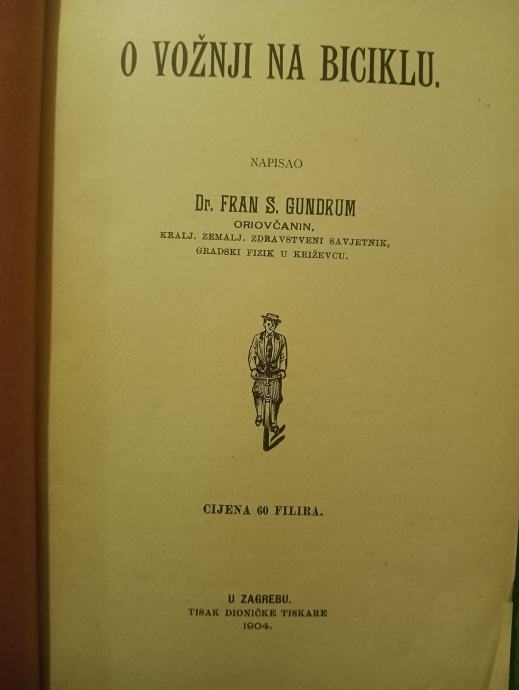 O VOŽNJI NA BICIKLU.
NAPISAO
Dr. FRAN S. GUNDRUM
ORIOVČANIN,
KRALJ. ZEMALJ. ZDRAVSTVENI SAVJETNIK,
GRADSKI FIZIK U KRIŽEVCU.
CIJENA 60 FILIRA.
U ZAGREBU.
TISAK DIONIČKE TISKARE
1904.